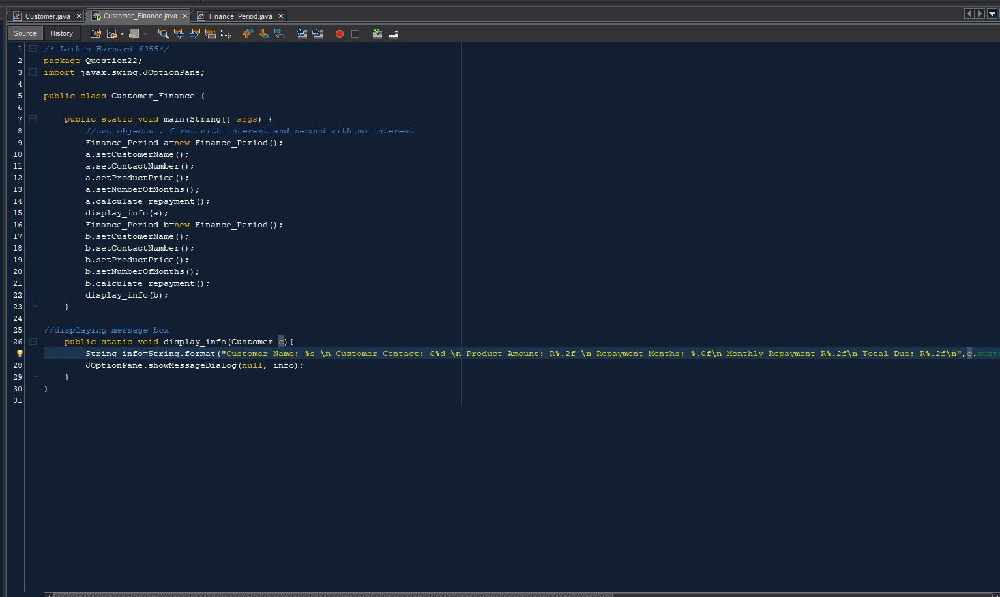 Customer.java × Customer_Finance.java × Finance_Period.java ×
Source History
1 /* Laikin Barnard 6955*/
2 package Question22;
3 import javax.swing.JOptionPane;
4
5 public class Customer_Finance {
6
7 public static void main(String[] args) {
8 //two objects . first with interest and second with no interest
9 Finance_Period a=new Finance_Period();
10 a.setCustomerName();
11 a.setContactNumber();
12 a.setProductPrice();
13 a.setNumberOfMonths();
14 a.calculate_repayment();
15 display_info(a);
16 Finance_Period b=new Finance_Period();
17 b.setCustomerName();
18 b.setContactNumber();
19 b.setProductPrice();
20 b.setNumberOfMonths();
21 b.calculate_repayment();
22 display_info(b);
23 }
24
25 //displaying message box
26 public static void display_info(Customer c){
String info=String.format("Customer Name: %s \n Customer Contact: 0%d \n Product Amount: R%.2f \n Repayment Months: %.0f\n Monthly Repayment R%.2f\n Total Due: R%.2f\n",c.custo
28 JOptionPane.showMessageDialog(null, info);
29 }
30 }
31